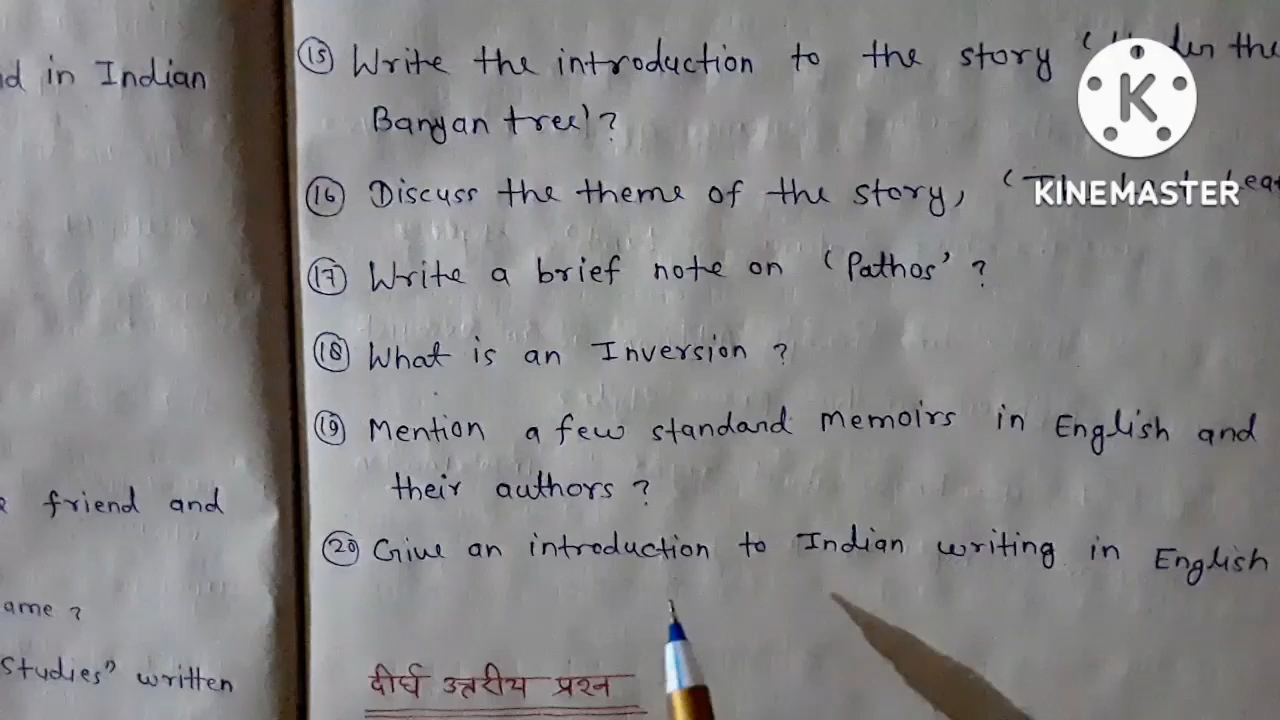 d in Indian
friend and
ame ?
Studies" written
(15) Write the introduction to the story ( Under the
Banyan tree) ?
(16) Discuss the theme of the story, (
(17) Write a brief note on 'Pathos' ?
(18) What is an Inversion ?
(19) Mention a few standard memoirs in English and
their authors ?
(20) Give an introduction to Indian writing in English
दीर्घ उत्तरीय प्रश्न
K
KINEMASTER